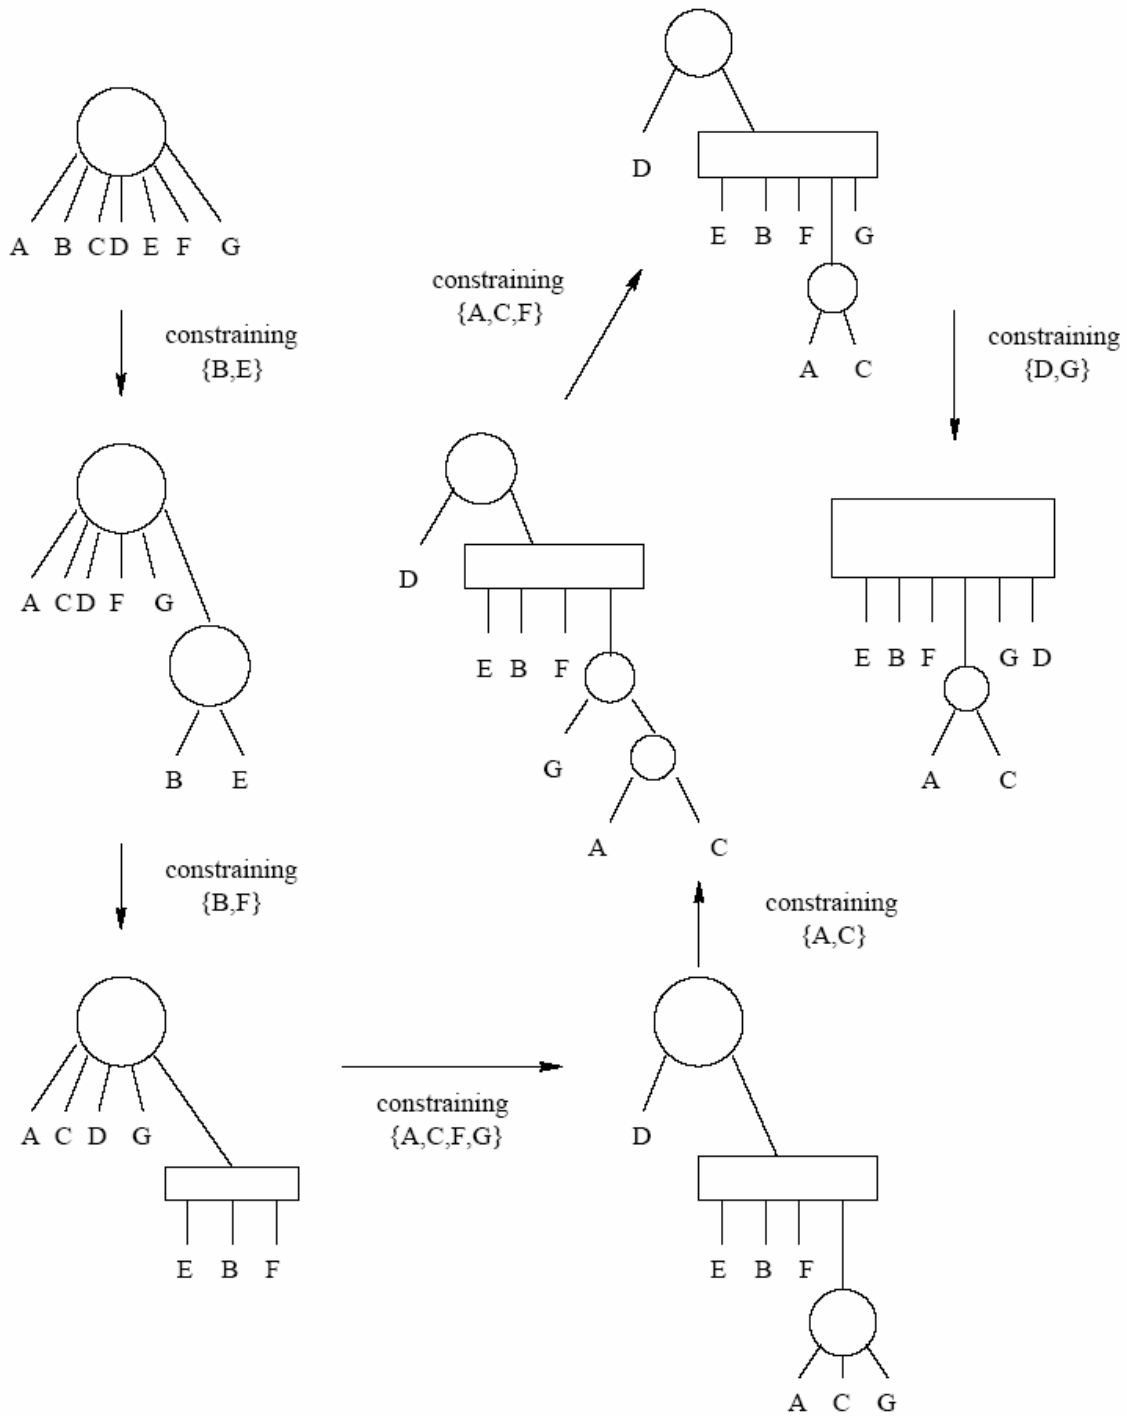 A B C D E F G
constraining
{B,E}
A C D F G
B E
constraining
{B,F}
A C D G
E B F
constraining
{A,C,F,G}
D
E B F
A C G
constraining
{A,C}
D
E B F
G
A C
constraining
{A,C,F}
D
E B F G
A C
constraining
{D,G}
E B F G D
A C